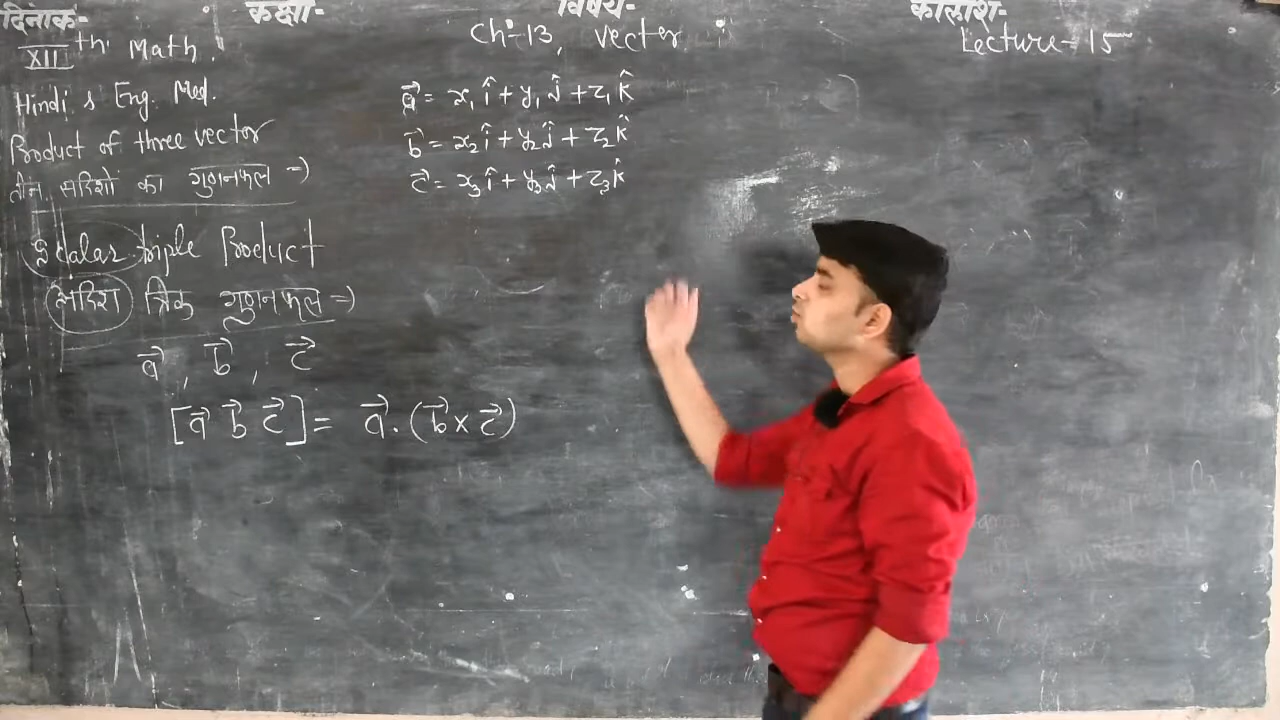 दिनांक- कक्षा- विषय- कालांश-
XII th Math. Ch-13, Vector. Lecture-15
Hindi & Eng. Med.
Product of three vector
तीन सदिशों का गुणनफल =)
Scalar triple Product
अदिश त्रिक गुणनफल =)
a⃗, b⃗, c⃗
[a⃗ b⃗ c⃗] = a⃗.(b⃗×c⃗)
a⃗ = x₁î + y₁ĵ + z₁k̂
b⃗ = x₂î + y₂ĵ + z₂k̂
c⃗ = x₃î + y₃ĵ + z₃k̂